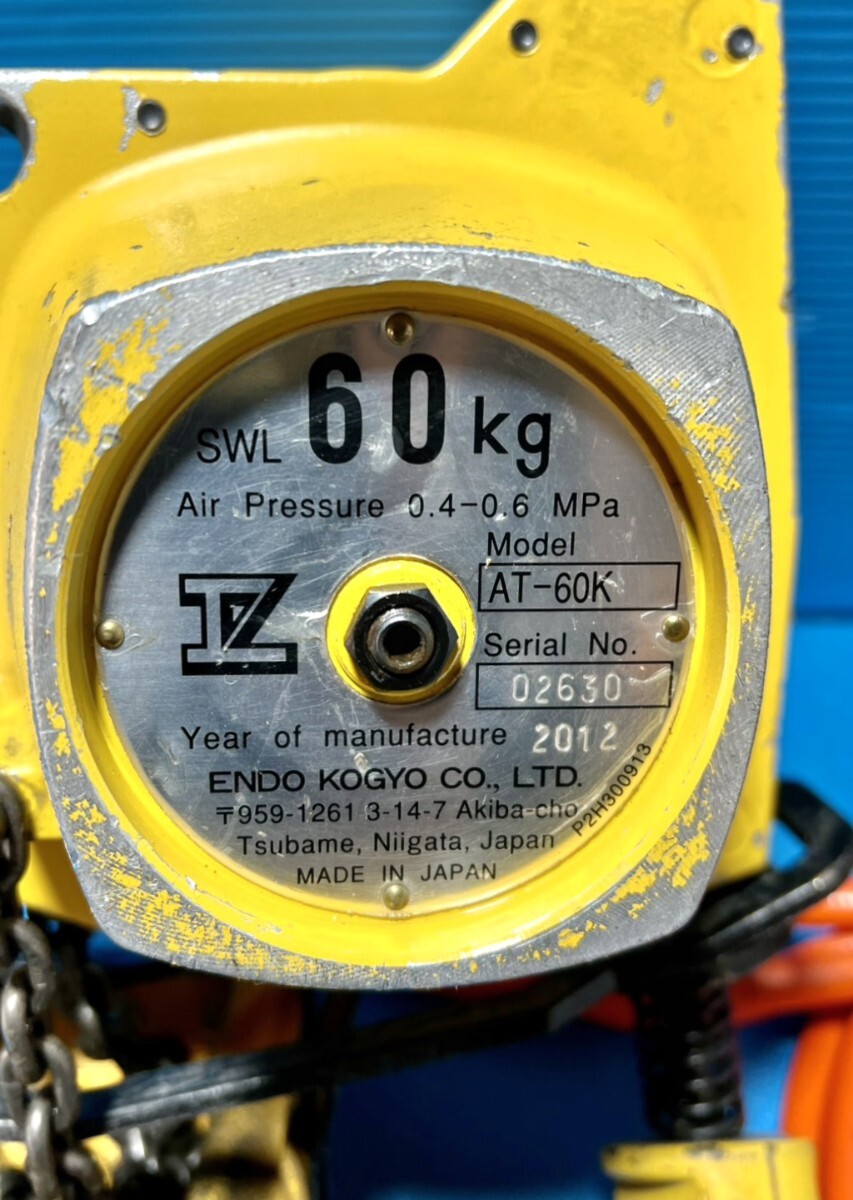 SWL 60 kg
Air Pressure 0.4-0.6 MPa
Model
AT-60K
Serial No.
02630
Year of manufacture 2012
ENDO KOGYO CO., LTD.
〒959-1261 3-14-7 Akiba-cho
Tsubame, Niigata, Japan
MADE IN JAPAN
P2H300913